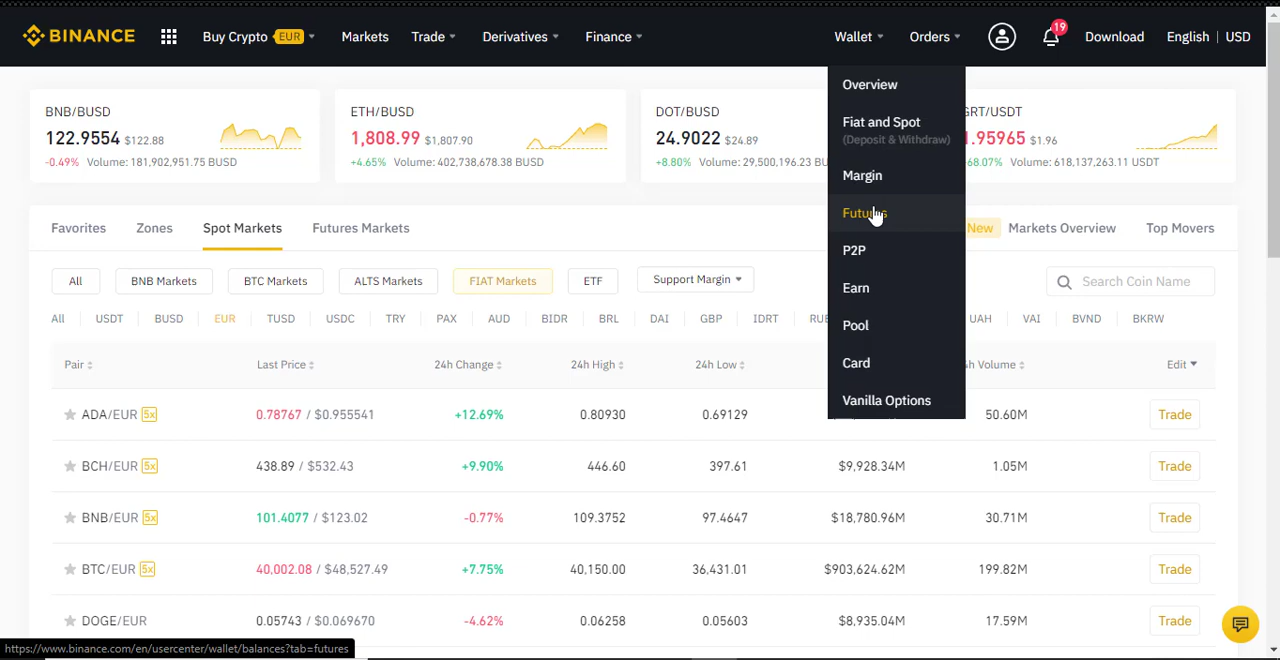 BINANCE Buy Crypto EUR Markets Trade Derivatives Finance Wallet Orders 19 Download English | USD
Overview
Fiat and Spot
(Deposit & Withdraw)
Margin
Futures
P2P
Earn
Pool
Card
Vanilla Options
BNB/BUSD
122.9554 $122.88
-0.49% Volume: 181,902,951.75 BUSD
ETH/BUSD
1,808.99 $1,807.90
+4.65% Volume: 402,738,678.38 BUSD
DOT/BUSD
24.9022 $24.89
+8.80% Volume: 29,500,196.23 BU
GRT/USDT
1.95965 $1.96
68.07% Volume: 618,137,263.11 USDT
Favorites Zones Spot Markets Futures Markets New Markets Overview Top Movers
All BNB Markets BTC Markets ALTS Markets FIAT Markets ETF Support Margin Search Coin Name
All USDT BUSD EUR TUSD USDC TRY PAX AUD BIDR BRL DAI GBP IDRT RUB UAH VAI BVND BKRW
Pair Last Price 24h Change 24h High 24h Low h Volume Edit
ADA/EUR 5x 0.78767 / $0.955541 +12.69% 0.80930 0.69129 50.60M Trade
BCH/EUR 5x 438.89 / $532.43 +9.90% 446.60 397.61 $9,928.34M 1.05M Trade
BNB/EUR 5x 101.4077 / $123.02 -0.77% 109.3752 97.4647 $18,780.96M 30.71M Trade
BTC/EUR 5x 40,002.08 / $48,527.49 +7.75% 40,150.00 36,431.01 $903,624.62M 199.82M Trade
DOGE/EUR 0.05743 / $0.069670 -4.62% 0.06258 0.05603 $8,935.04M 17.59M Trade
https://www.binance.com/en/usercenter/wallet/balances?tab=futures